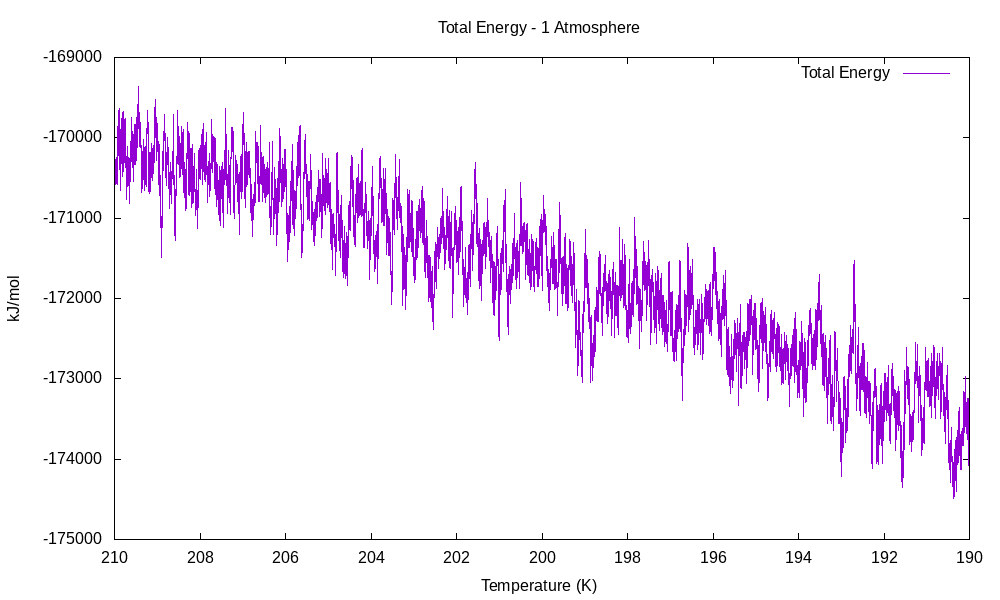 Total Energy - 1 Atmosphere
Total Energy
-169000
-170000
-171000
-172000
-173000
-174000
-175000
kJ/mol
210 208 206 204 202 200 198 196 194 192 190
Temperature (K)